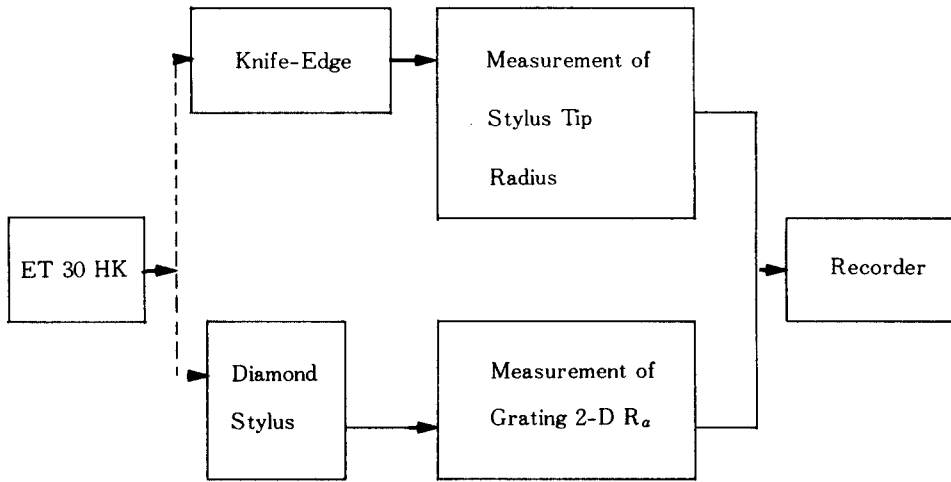 Knife-Edge
Measurement of
Stylus Tip
Radius
ET 30 HK
Recorder
Diamond
Stylus
Measurement of
Grating 2-D Rₐ